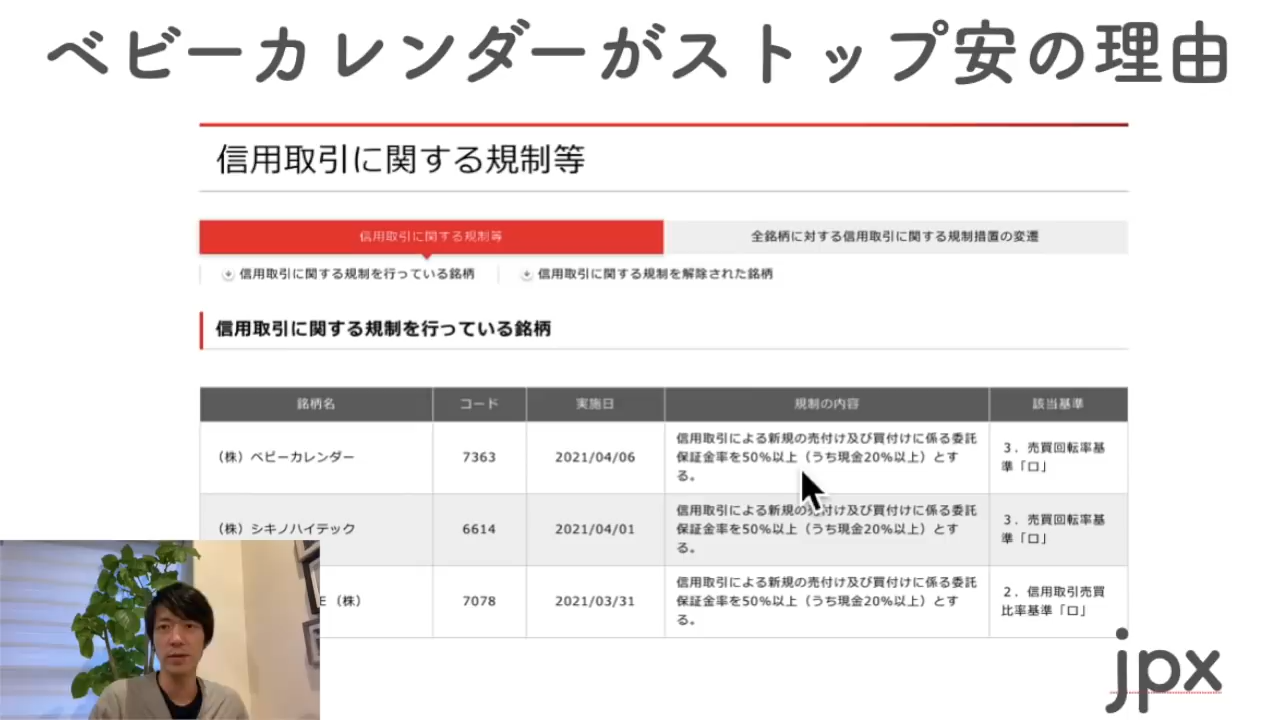 ベビーカレンダーがストップ安の理由
信用取引に関する規制等
信用取引に関する規制等 全銘柄に対する信用取引に関する規制措置の変遷
信用取引に関する規制を行っている銘柄 信用取引に関する規制を解除された銘柄
信用取引に関する規制を行っている銘柄
銘柄名 コード 実施日 規制の内容 該当基準
（株）ベビーカレンダー 7363 2021/04/06
信用取引による新規の売付け及び買付けに係る委託
保証金率を50％以上（うち現金20％以上）とす
る。
３．売買回転率基
準「ロ」
（株）シキノハイテック 6614 2021/04/01
信用取引による新規の売付け及び買付けに係る委託
保証金率を50％以上（うち現金20％以上）とす
る。
３．売買回転率基
準「ロ」
E（株） 7078 2021/03/31
信用取引による新規の売付け及び買付けに係る委託
保証金率を50％以上（うち現金20％以上）とす
る。
２．信用取引売買
比率基準「ロ」
jpx